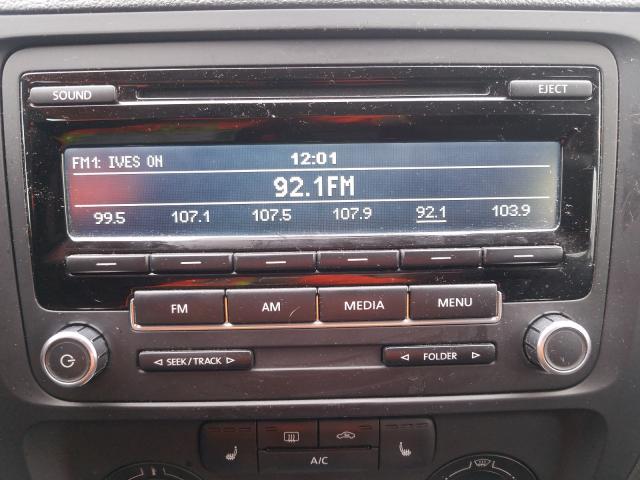 SOUND
EJECT
FM1: IVES ON 12:01
92.1FM
99.5 107.1 107.5 107.9 92.1 103.9
FM AM MEDIA MENU
SEEK/TRACK FOLDER
A/C